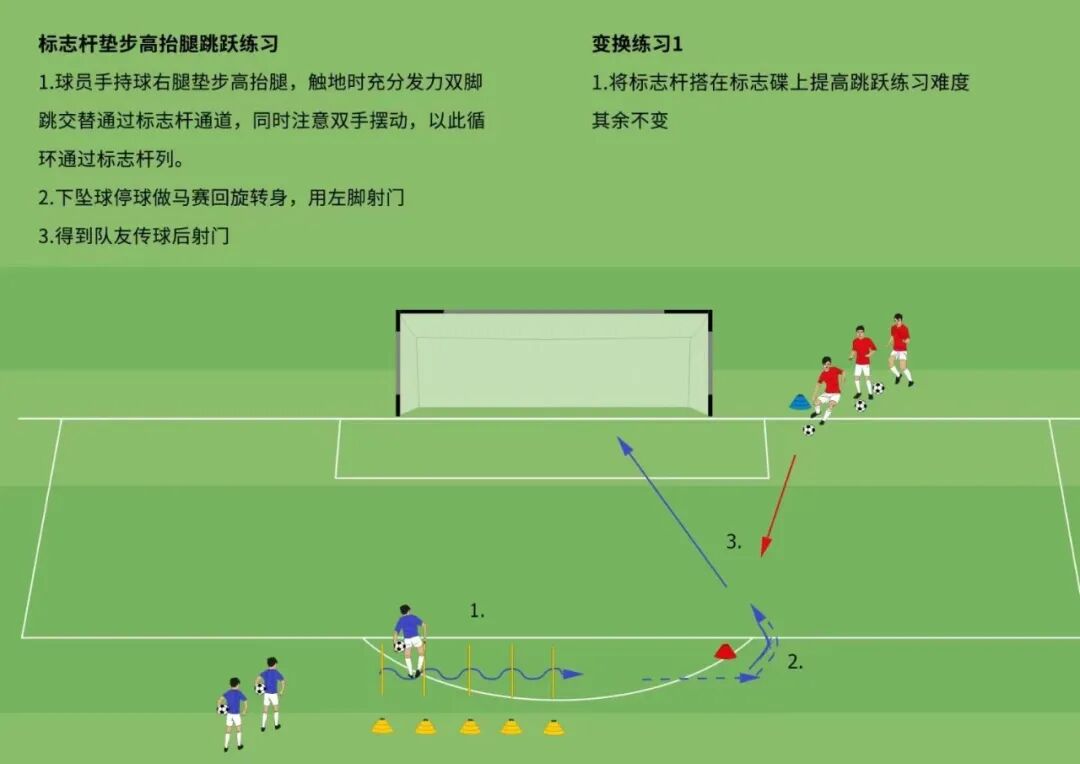 标志杆垫步高抬腿跳跃练习
1.球员手持球右腿垫步高抬腿，触地时充分发力双脚
跳交替通过标志杆通道，同时注意双手摆动，以此循
环通过标志杆列。
2.下坠球停球做马赛回旋转身，用左脚射门
3.得到队友传球后射门
变换练习1
1.将标志杆搭在标志碟上提高跳跃练习难度
其余不变
3.
1.
2.